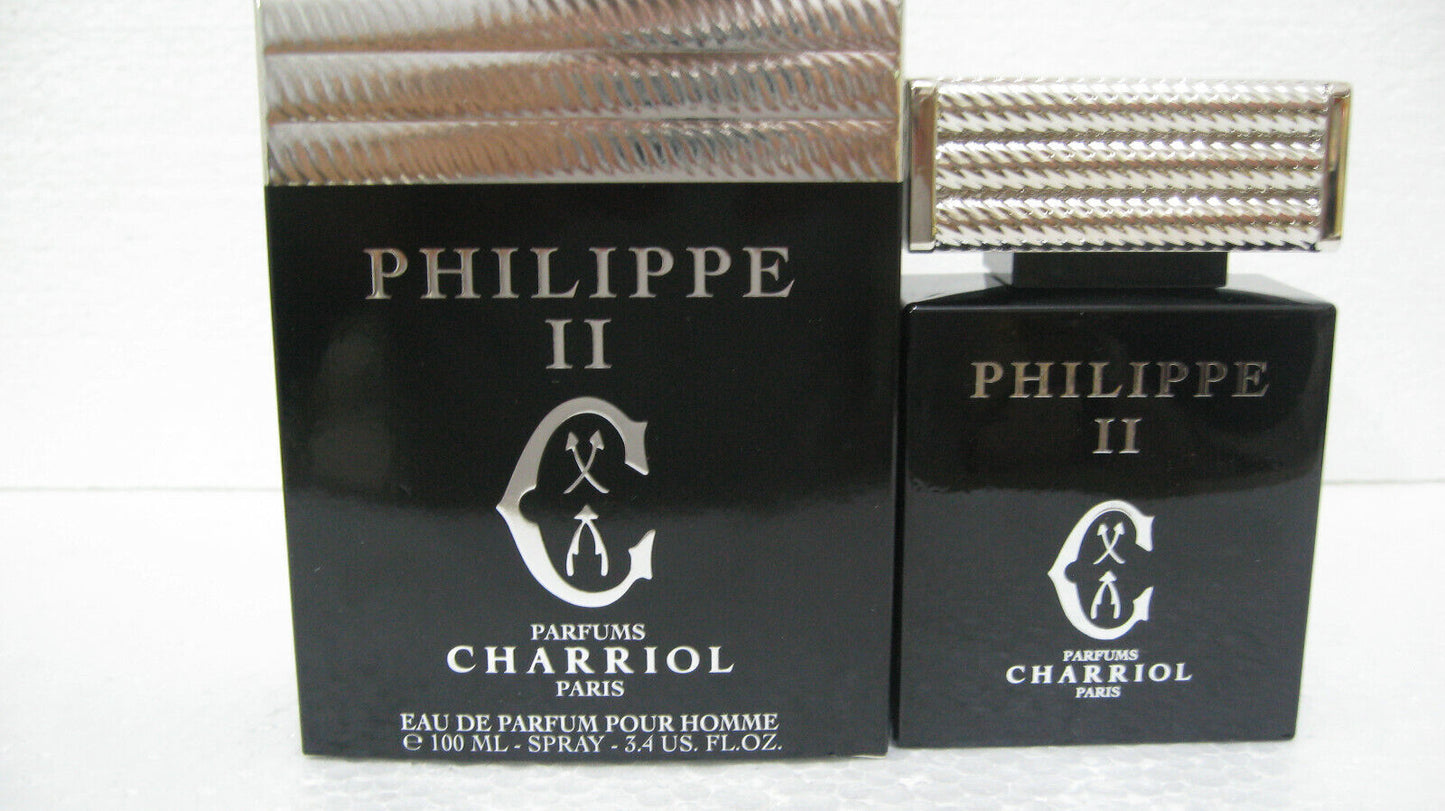 PHILIPPE
II
C
PARFUMS
CHARRIOL
PARIS
EAU DE PARFUM POUR HOMME
℮ 100 ML - SPRAY - 3.4 US. FL.OZ.
PHILIPPE
II
C
PARFUMS
CHARRIOL
PARIS